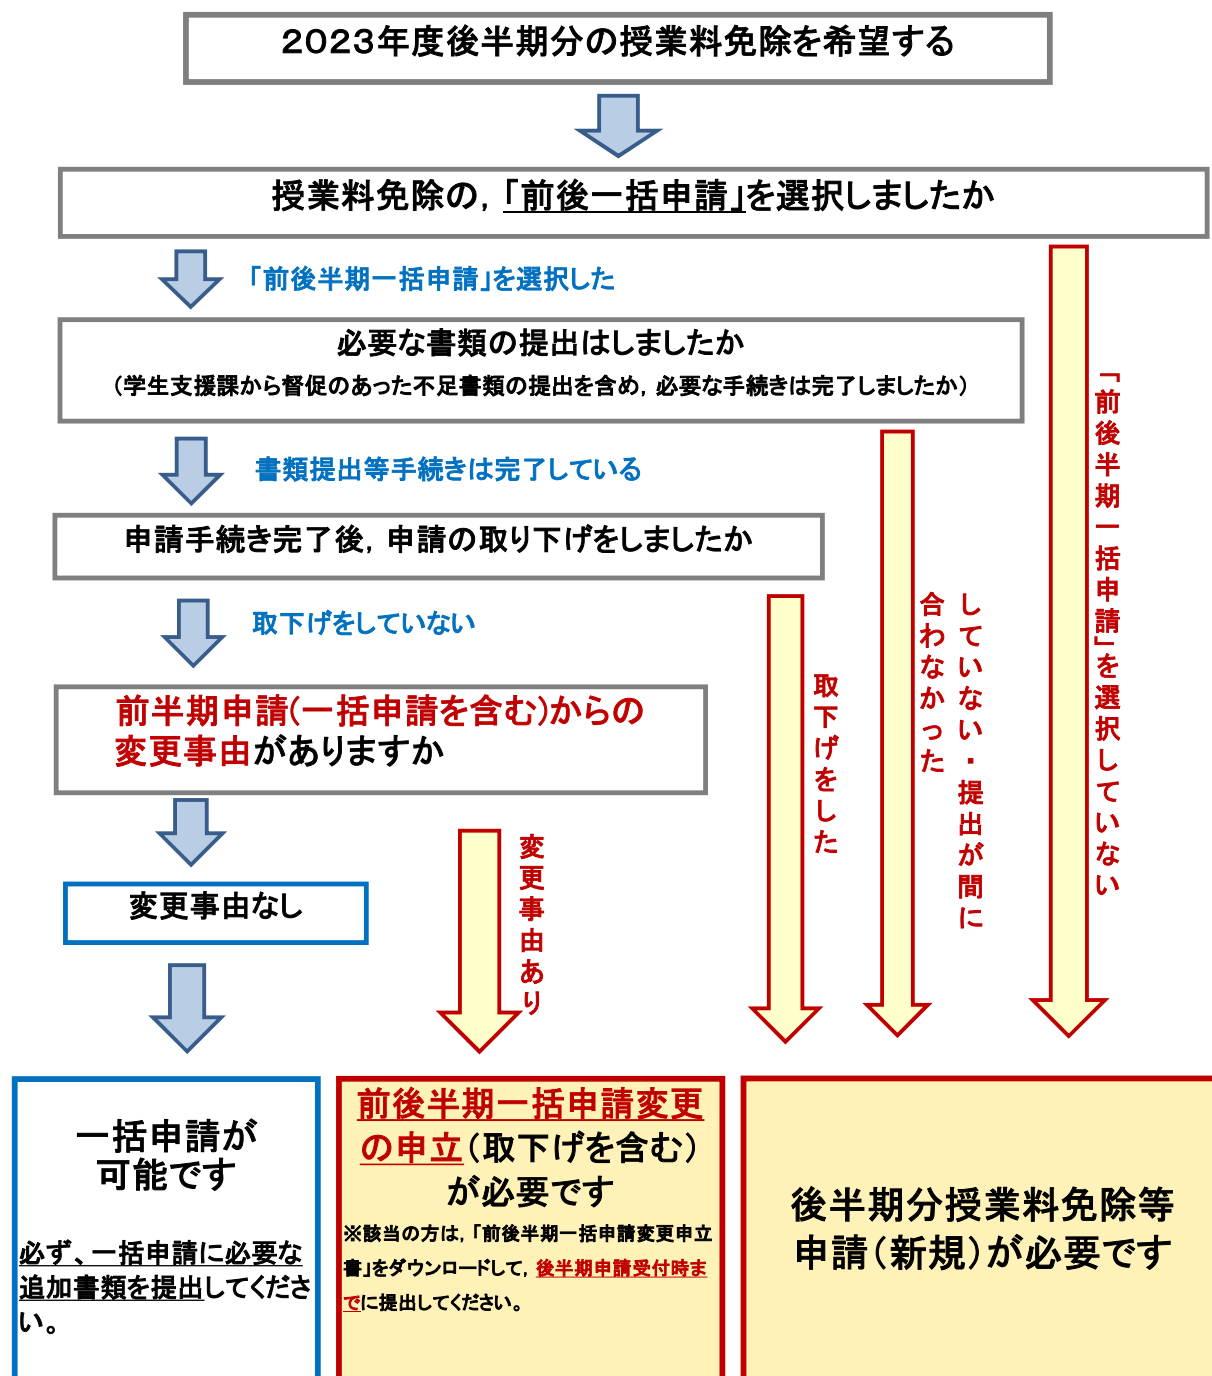 ２０２３年度後半期分の授業料免除を希望する
授業料免除の，「前後一括申請」を選択しましたか
「前後半期一括申請」を選択した
必要な書類の提出はしましたか
（学生支援課から督促のあった不足書類の提出を含め，必要な手続きは完了しましたか）
書類提出等手続きは完了している
申請手続き完了後，申請の取り下げをしましたか
取下げをしていない
前半期申請(一括申請を含む)からの
変更事由がありますか
変更事由なし
変更事由あり
取下げをした
していない・提出が間に
合わなかった
「前後半期一括申請」を選択していない
一括申請が
可能です
必ず、一括申請に必要な
追加書類を提出してくださ
い。
前後半期一括申請変更
の申立（取下げを含む）
が必要です
※該当の方は，「前後半期一括申請変更申立
書」をダウンロードして，後半期申請受付時ま
でに提出してください。
後半期分授業料免除等
申請（新規）が必要です